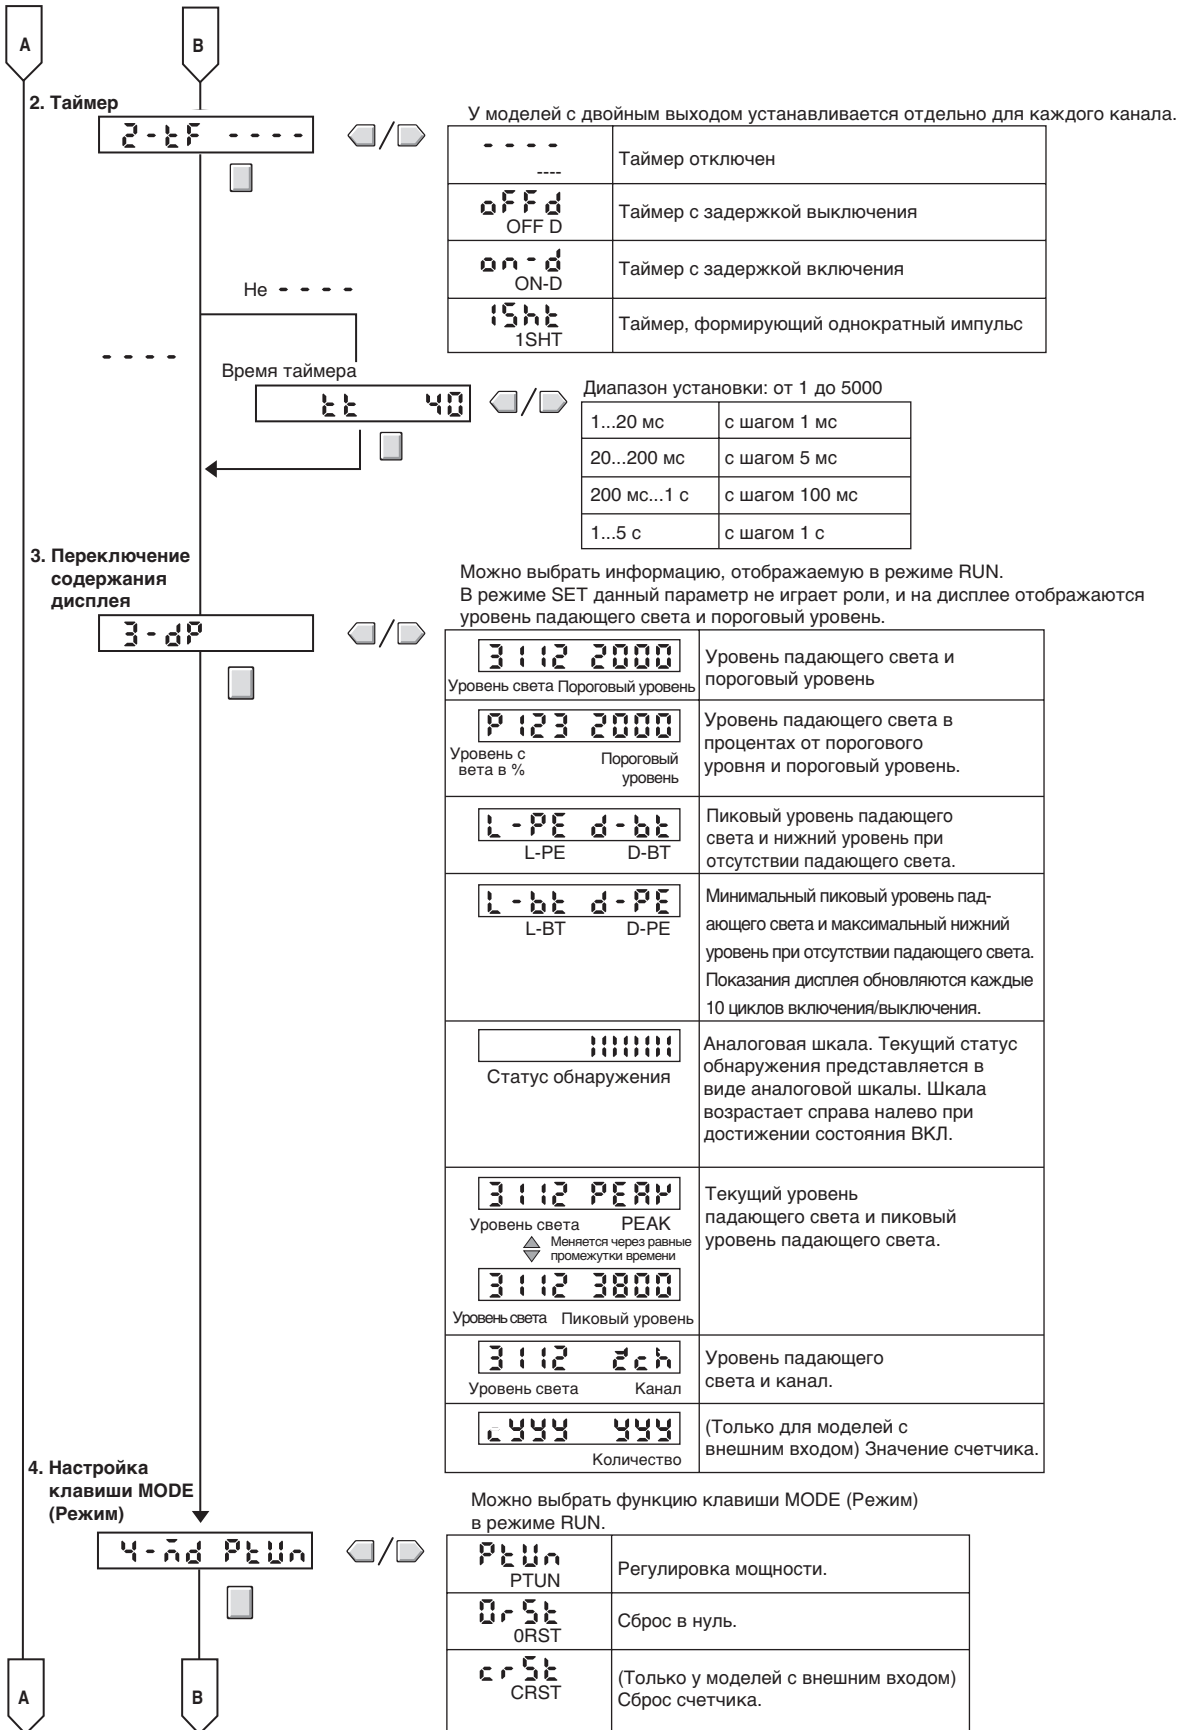 A
B
2. Таймер
У моделей с двойным выходом устанавливается отдельно для каждого канала.
2-tF ----
- - - -
----
Таймер отключен
oFFd
OFF D
Таймер с задержкой выключения
on-d
ON-D
Таймер с задержкой включения
1Sht
1SHT
Таймер, формирующий однократный импульс
Не - - - -
- - - -
Время таймера
tt 40
Диапазон установки: от 1 до 5000
1...20 мс с шагом 1 мс
20...200 мс с шагом 5 мс
200 мс...1 с с шагом 100 мс
1...5 с с шагом 1 с
3. Переключение
содержания
дисплея
Можно выбрать информацию, отображаемую в режиме RUN.
В режиме SET данный параметр не играет роли, и на дисплее отображаются
уровень падающего света и пороговый уровень.
3-dP
3112 2000
Уровень света Пороговый уровень
Уровень падающего света и
пороговый уровень
P123 2000
Уровень с
вета в %
Пороговый
уровень
Уровень падающего света в
процентах от порогового
уровня и пороговый уровень.
L-PE d-bt
L-PE D-BT
Пиковый уровень падающего
света и нижний уровень при
отсутствии падающего света.
L-bt d-PE
L-BT D-PE
Минимальный пиковый уровень пад-
ающего света и максимальный нижний
уровень при отсутствии падающего света.
Показания дисплея обновляются каждые
10 циклов включения/выключения.
Статус обнаружения
Аналоговая шкала. Текущий статус
обнаружения представляется в
виде аналоговой шкалы. Шкала
возрастает справа налево при
достижении состояния ВКЛ.
3112 PEAK
Уровень света PEAK
Меняется через равные
промежутки времени
3112 3800
Уровень света Пиковый уровень
Текущий уровень
падающего света и пиковый
уровень падающего света.
3112 2ch
Уровень света Канал
Уровень падающего
света и канал.
cyyy yyy
Количество
(Только для моделей с
внешним входом) Значение счетчика.
4. Настройка
клавиши MODE
(Режим)
Можно выбрать функцию клавиши MODE (Режим)
в режиме RUN.
4-md PtUn
PtUn
PTUN
Регулировка мощности.
0rSt
0RST
Сброс в нуль.
crSt
CRST
(Только у моделей с внешним входом)
Сброс счетчика.
A
B